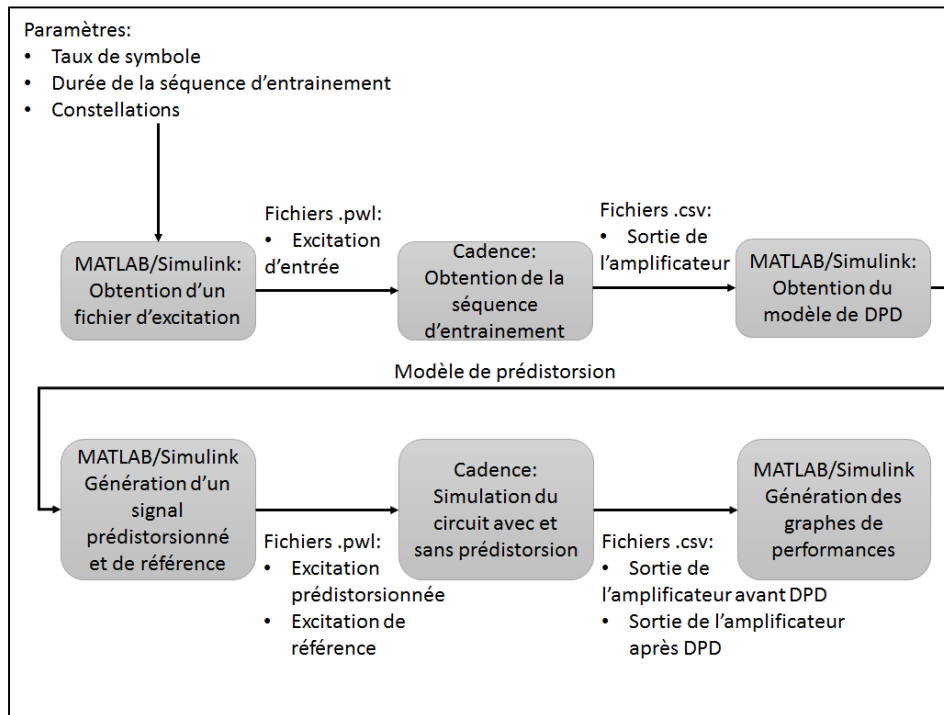 Paramètres:
• Taux de symbole
• Durée de la séquence d'entrainement
• Constellations
Fichiers .pwl:
• Excitation
d'entrée
Fichiers .csv:
• Sortie de
l'amplificateur
MATLAB/Simulink:
Obtention d'un
fichier d'excitation
Cadence:
Obtention de la
séquence
d'entrainement
MATLAB/Simulink:
Obtention du
modèle de DPD
Modèle de prédistorsion
MATLAB/Simulink
Génération d'un
signal
prédistorsionné
et de référence
Cadence:
Simulation du
circuit avec et
sans prédistorsion
MATLAB/Simulink
Génération des
graphes de
performances
Fichiers .pwl:
• Excitation
prédistorsionnée
• Excitation de
référence
Fichiers .csv:
• Sortie de
l'amplificateur avant DPD
• Sortie de l'amplificateur
après DPD